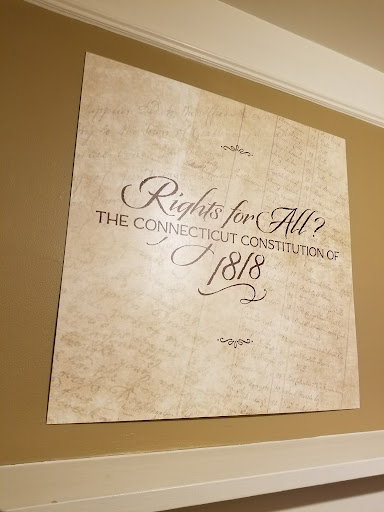 Rights for All?
THE CONNECTICUT CONSTITUTION OF
1818